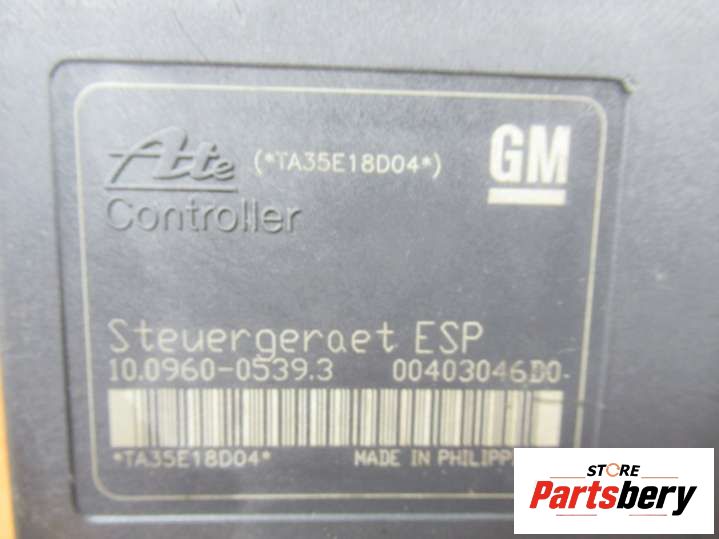 Ate (*TA35E18D04*) GM
Controller
Steuergeraet ESP
10.0960-0539.3 00403046D0-
*TA35E18D04* MADE IN PHILIPP
STORE
Partsbery